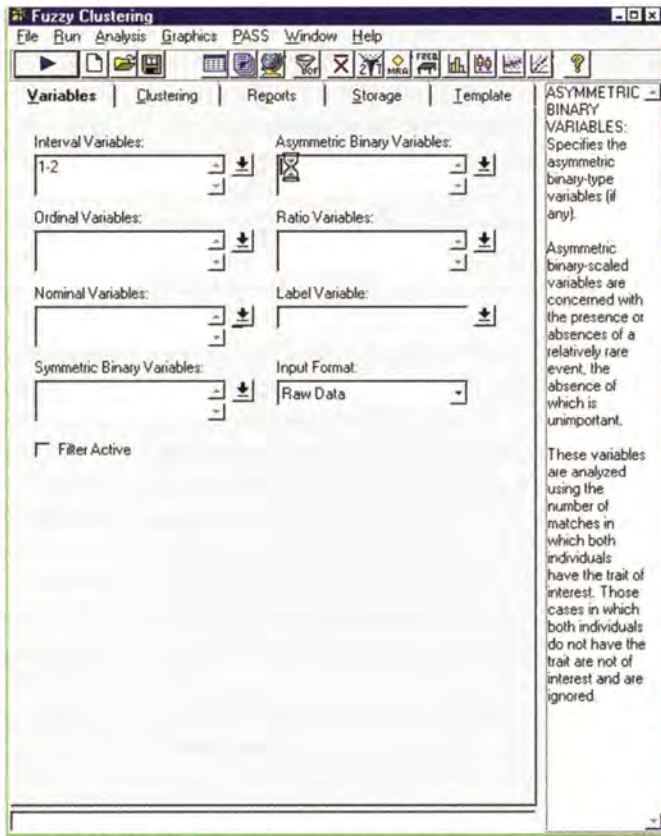 Fuzzy Clustering
File Run Analysis Graphics PASS Window Help
Variables Clustering Reports Storage Template
Interval Variables:
1-2
Asymmetric Binary Variables:
Ordinal Variables:
Ratio Variables:
Nominal Variables:
Label Variable:
Symmetric Binary Variables:
Input Format:
Raw Data
Filter Active
ASYMMETRIC
BINARY
VARIABLES:
Specifies the
asymmetric
binary-type
variables (if
any).
Asymmetric
binary-scaled
variables are
concerned with
the presence or
absences of a
relatively rare
event, the
absence of
which is
unimportant.
These variables
are analyzed
using the
number of
matches in
which both
individuals
have the trait of
interest. Those
cases in which
both individuals
do not have the
trait are not of
interest and are
ignored.